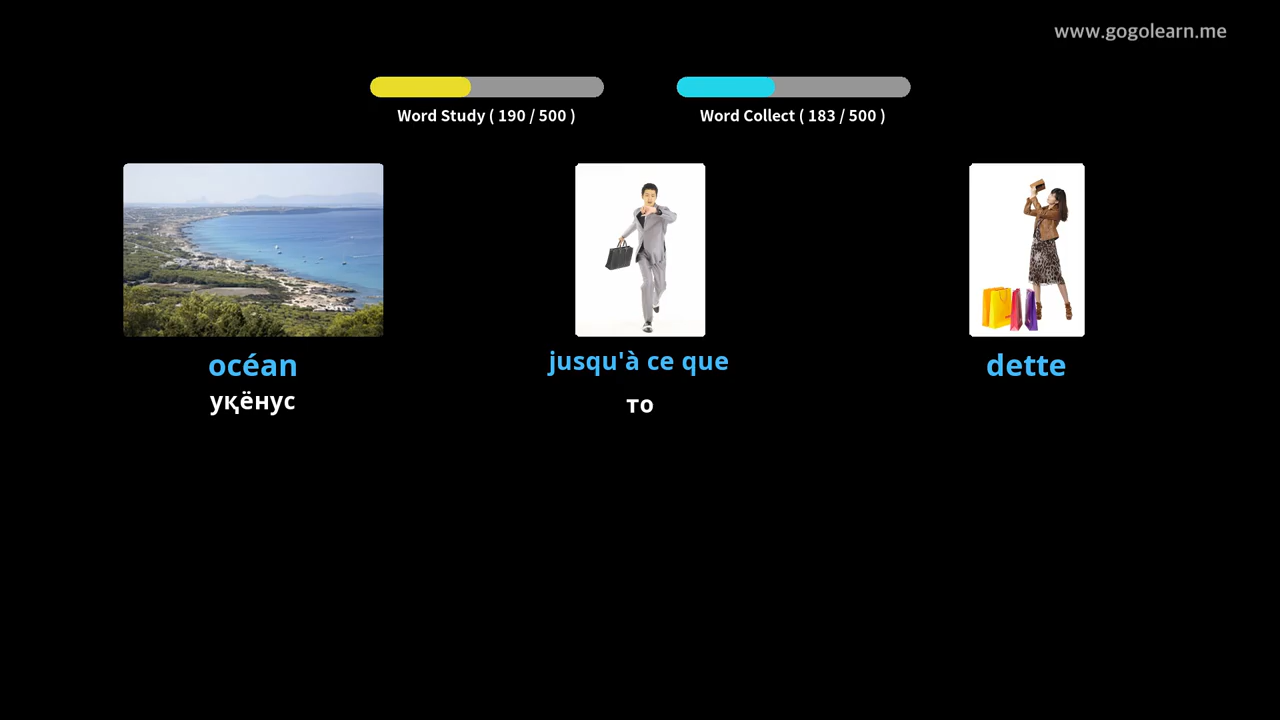 www.gogolearn.me
Word Study ( 190 / 500 )
Word Collect ( 183 / 500 )
océan
jusqu'à ce que
dette
уқёнус
то